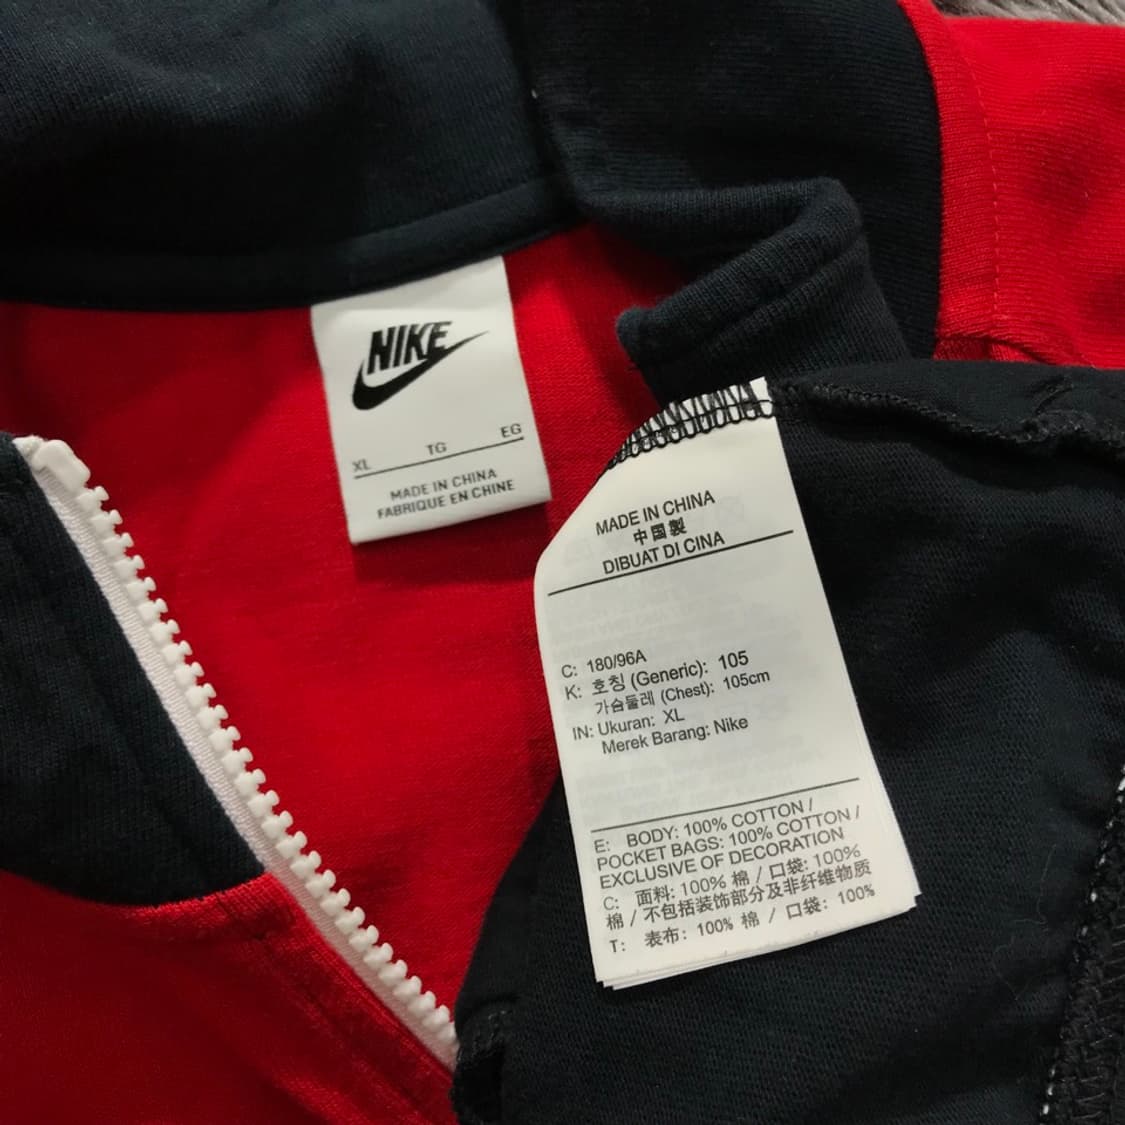 NIKE
XL TG EG
MADE IN CHINA
FABRIQUE EN CHINE
MADE IN CHINA
中国製
DIBUAT DI CINA
C: 180/96A
K: 호칭 (Generic): 105
가슴둘레 (Chest): 105cm
IN: Ukuran: XL
Merek Barang: Nike
E: BODY: 100% COTTON /
POCKET BAGS: 100% COTTON /
EXCLUSIVE OF DECORATION
C: 面料: 100% 棉 / 口袋: 100%
棉 / 不包括装饰部分及非纤维物质
T: 表布: 100% 棉 / 口袋: 100%